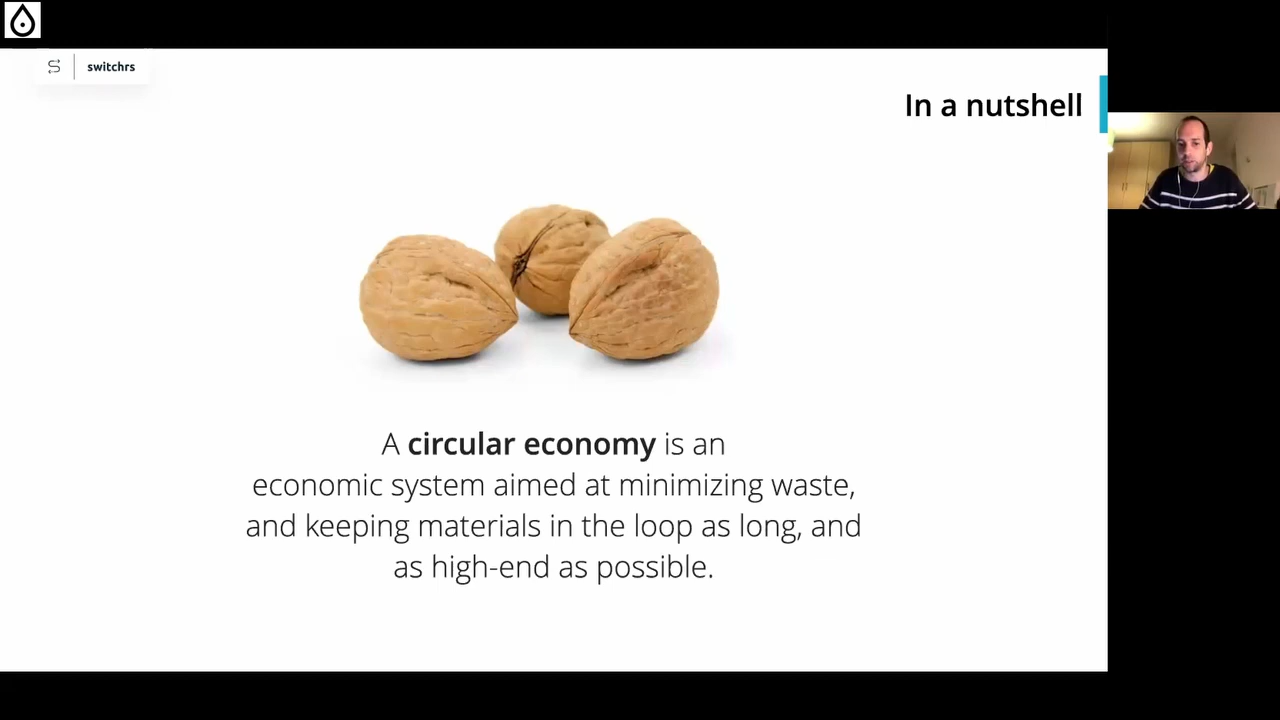 switchrs
In a nutshell
A circular economy is an
economic system aimed at minimizing waste,
and keeping materials in the loop as long, and
as high-end as possible.